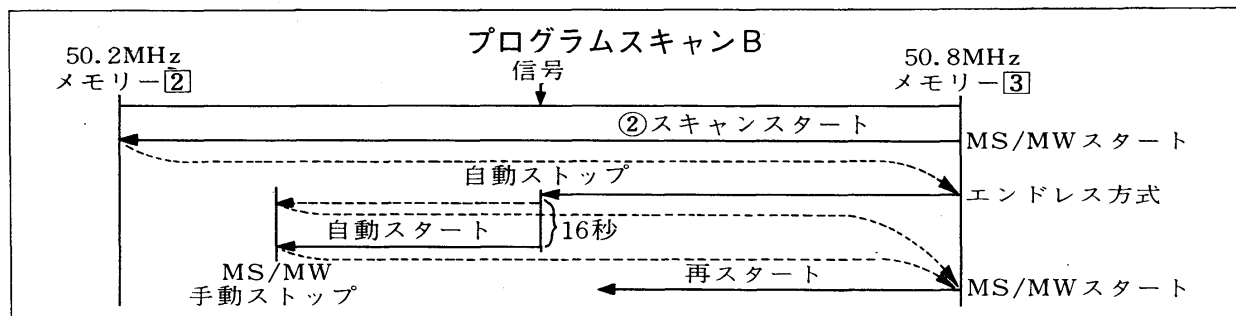 プログラムスキャンB
50.2MHz
メモリー2
信号
50.8MHz
メモリー3
②スキャンスタート
MS/MWスタート
自動ストップ
エンドレス方式
自動スタート
16秒
MS/MW
手動ストップ
再スタート
MS/MWスタート